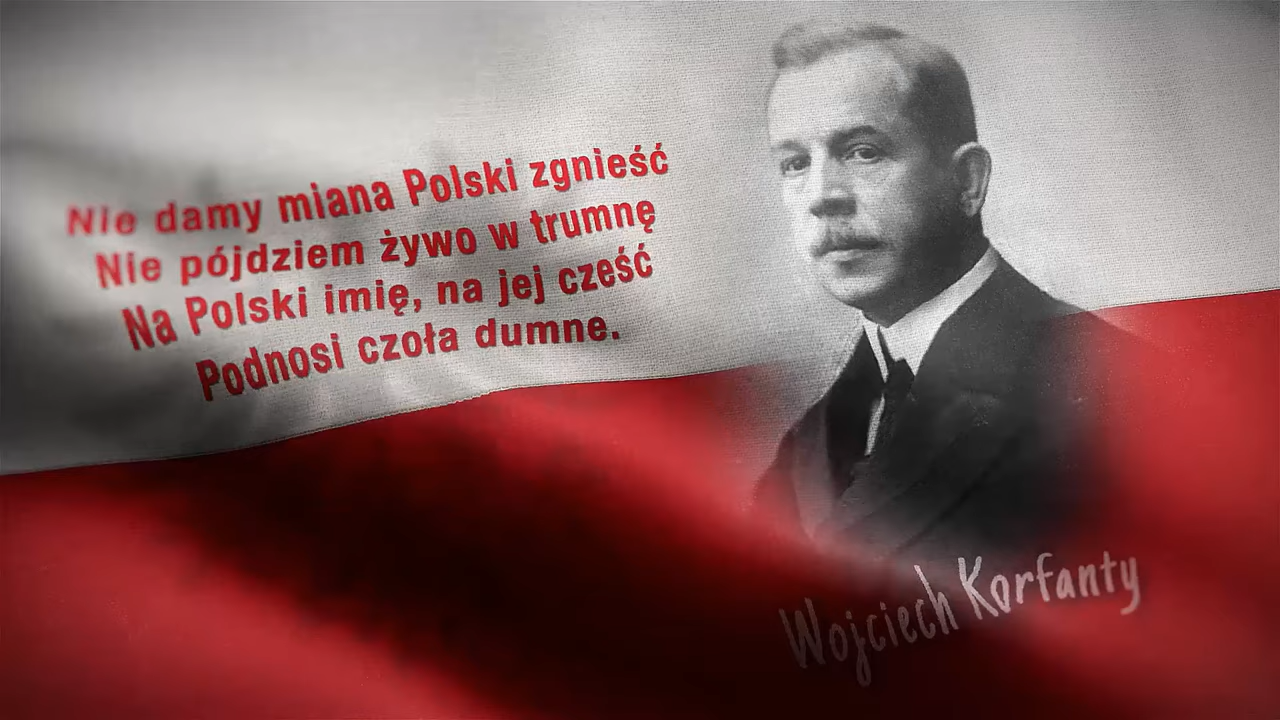 Nie damy miana Polski zgnieść
Nie pójdziem żywo w trumnę
Na Polski imię, na jej cześć
Podnosi czoła dumne.
Wojciech Korfanty